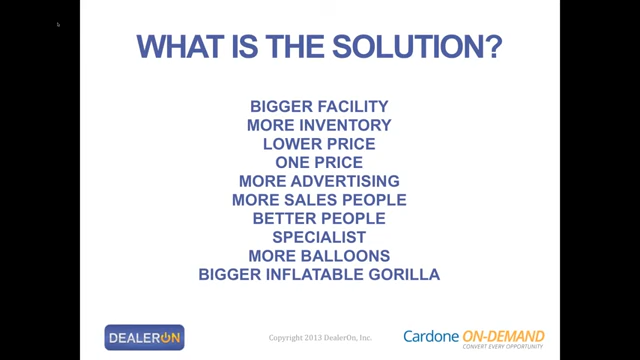 WHAT IS THE SOLUTION?
BIGGER FACILITY
MORE INVENTORY
LOWER PRICE
ONE PRICE
MORE ADVERTISING
MORE SALES PEOPLE
BETTER PEOPLE
SPECIALIST
MORE BALLOONS
BIGGER INFLATABLE GORILLA
DEALERON
Copyright 2013 DealerOn, Inc.
Cardone ON-DEMAND
CONVERT EVERY OPPORTUNITY